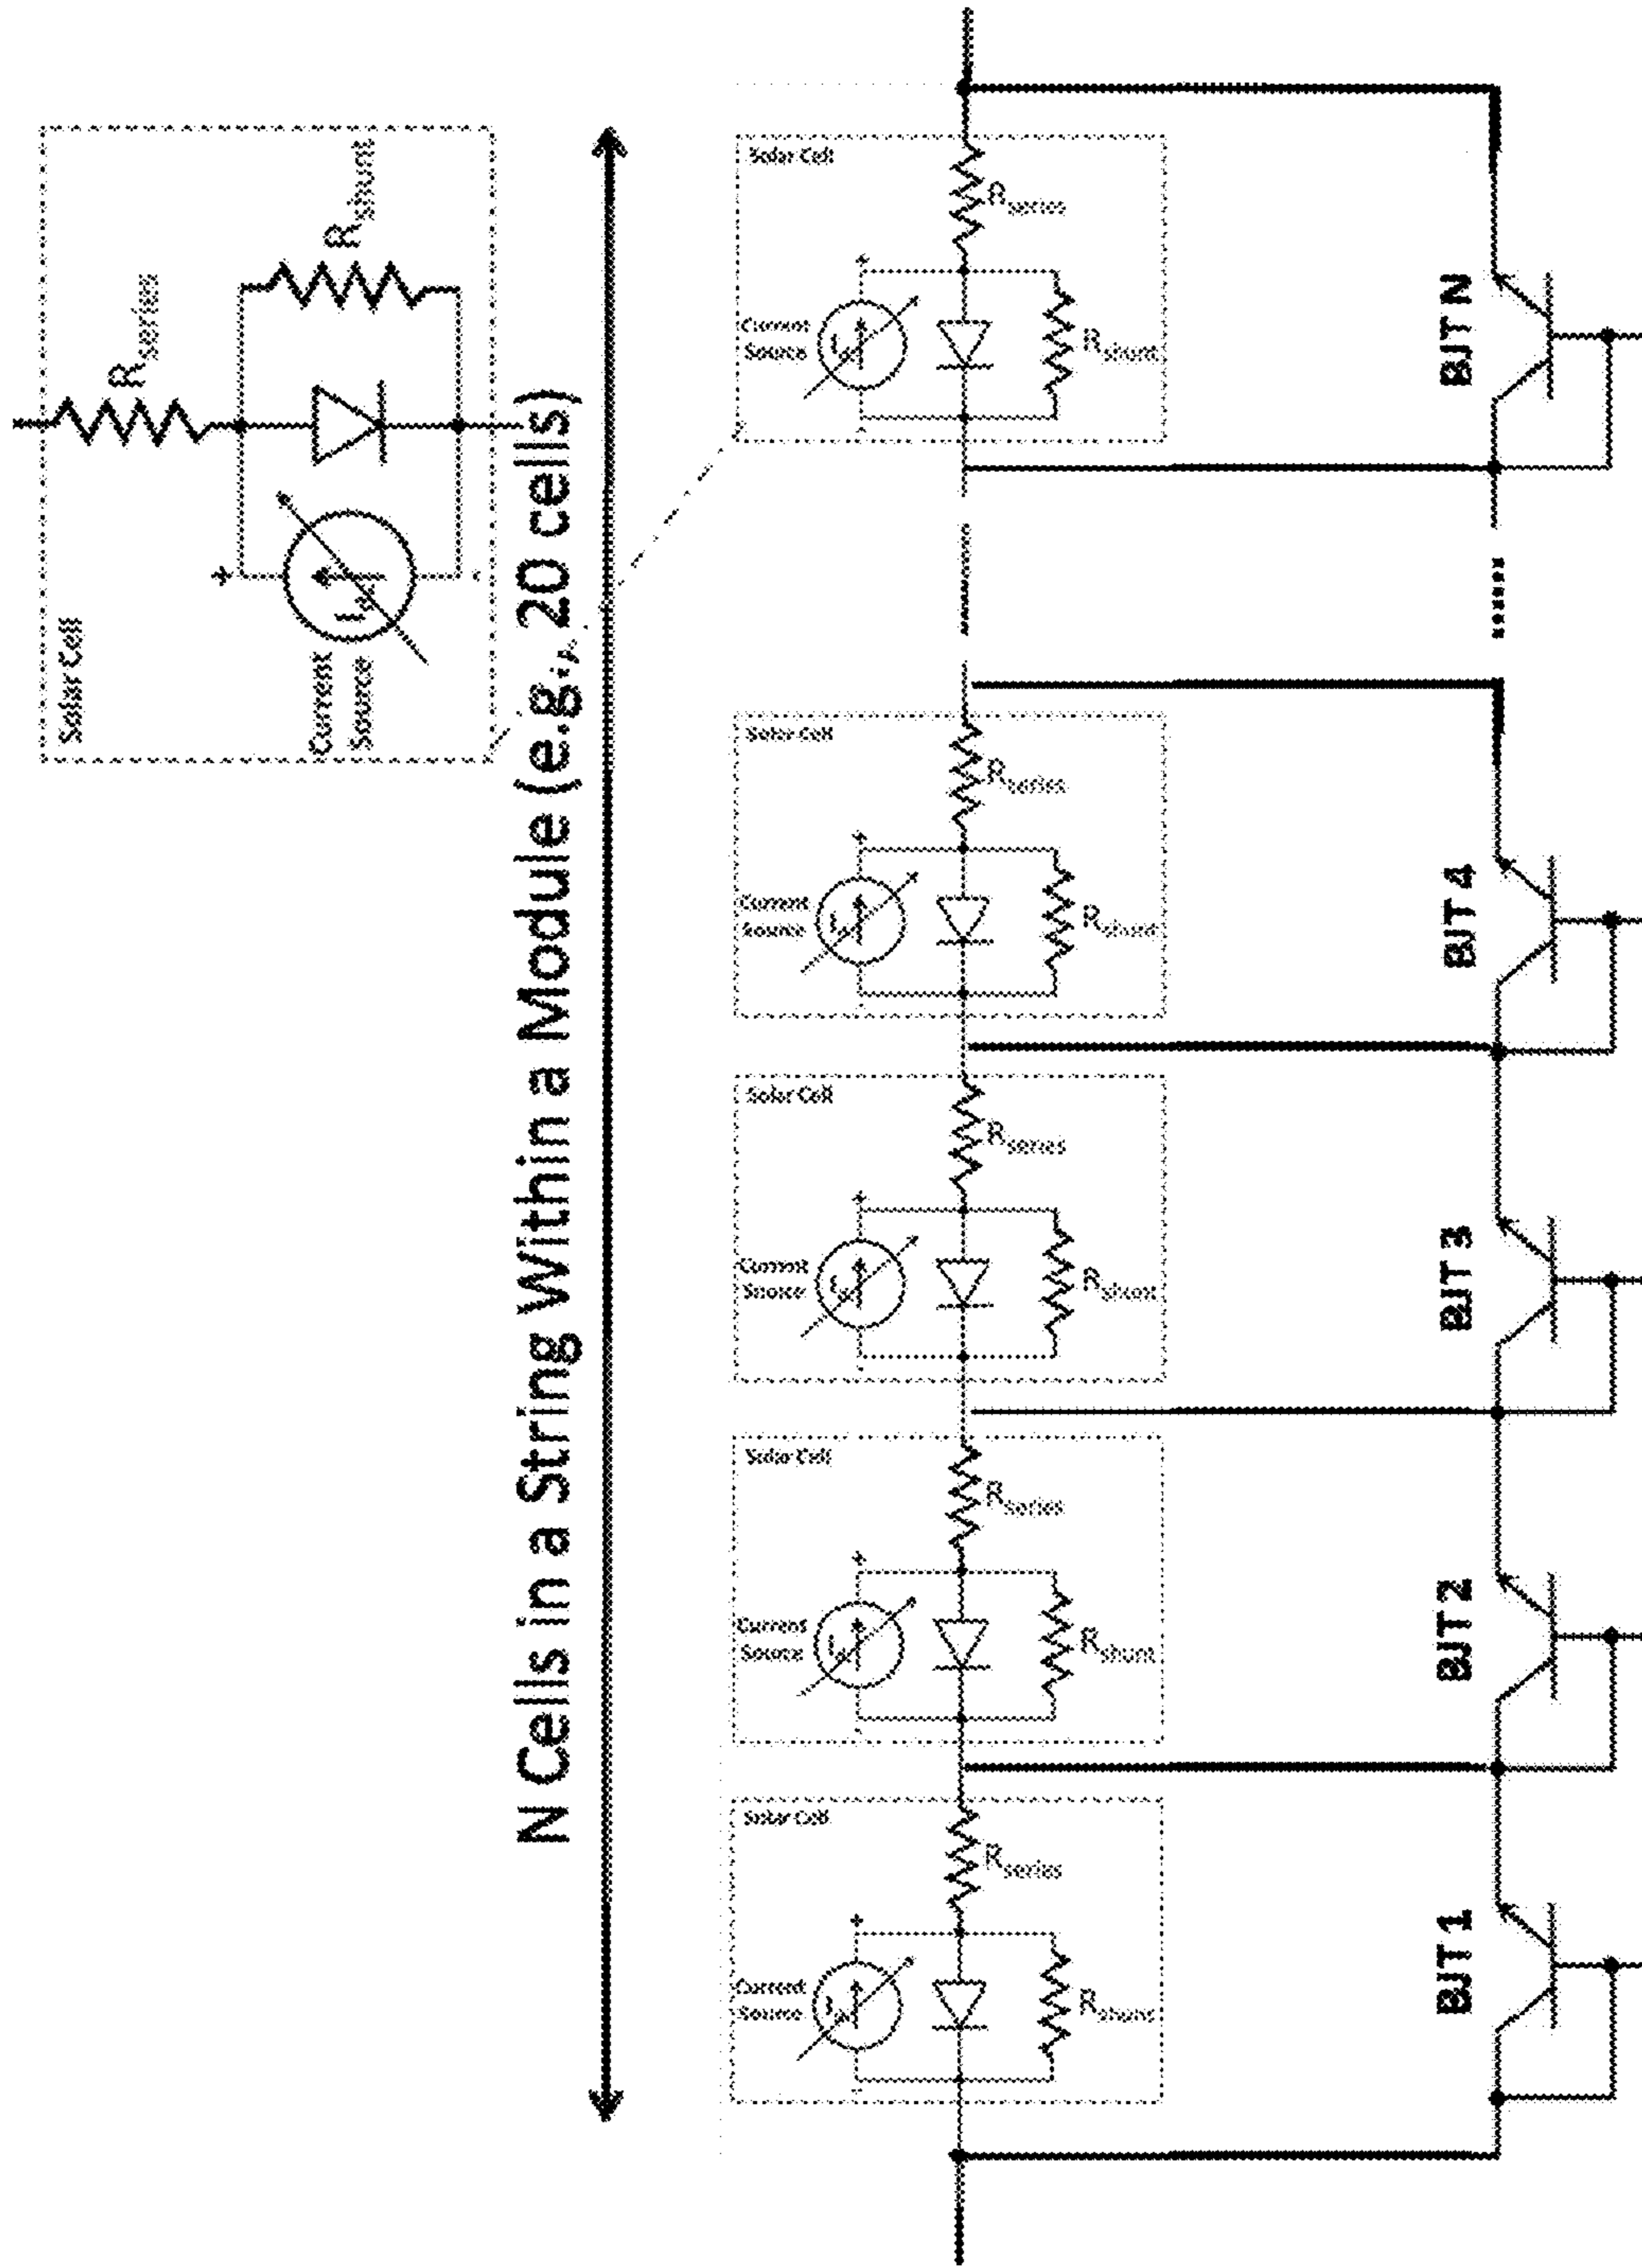 Solar Cell
Rseries
Rshunt
Current
Source
N Cells in a String Within a Module (e.g., 20 cells)
Solar Cell
Rseries
Current
Source
Rshunt
BJT N
Solar Cell
Rseries
Current
Source
Rshunt
BJT 4
Solar Cell
Rseries
Current
Source
Rshunt
BJT 3
Solar Cell
Rseries
Current
Source
Rshunt
BJT 2
Solar Cell
Rseries
Current
Source
Rshunt
BJT 1